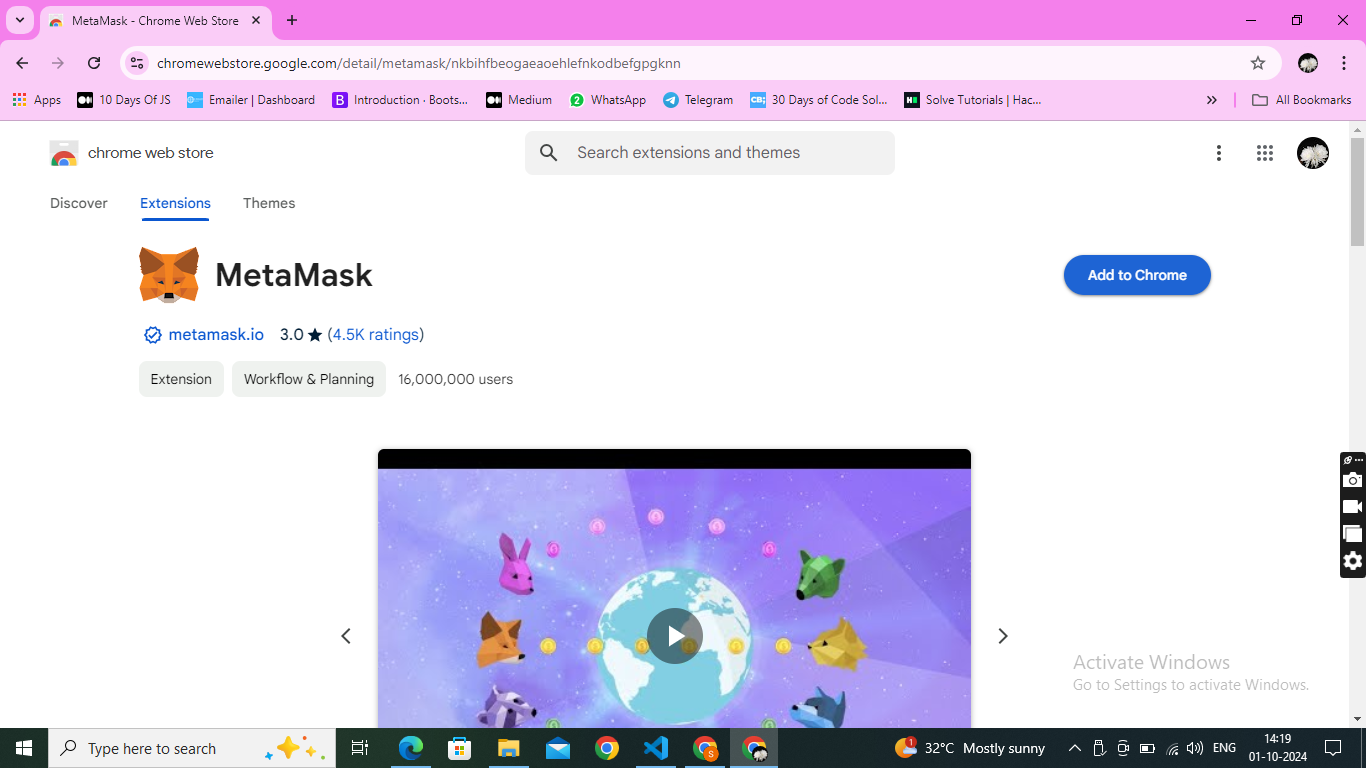 MetaMask - Chrome Web Store
chromewebstore.google.com/detail/metamask/nkbihfbeogaeaoehlefnkodbefgpgknn
Apps 10 Days Of JS Emailer | Dashboard Introduction · Boots... Medium WhatsApp Telegram 30 Days of Code Sol... Solve Tutorials | Hac... All Bookmarks
chrome web store
Search extensions and themes
Discover Extensions Themes
MetaMask
Add to Chrome
metamask.io 3.0 ★ (4.5K ratings)
Extension Workflow & Planning 16,000,000 users
Activate Windows
Go to Settings to activate Windows.
Type here to search
32°C Mostly sunny
ENG
14:19
01-10-2024